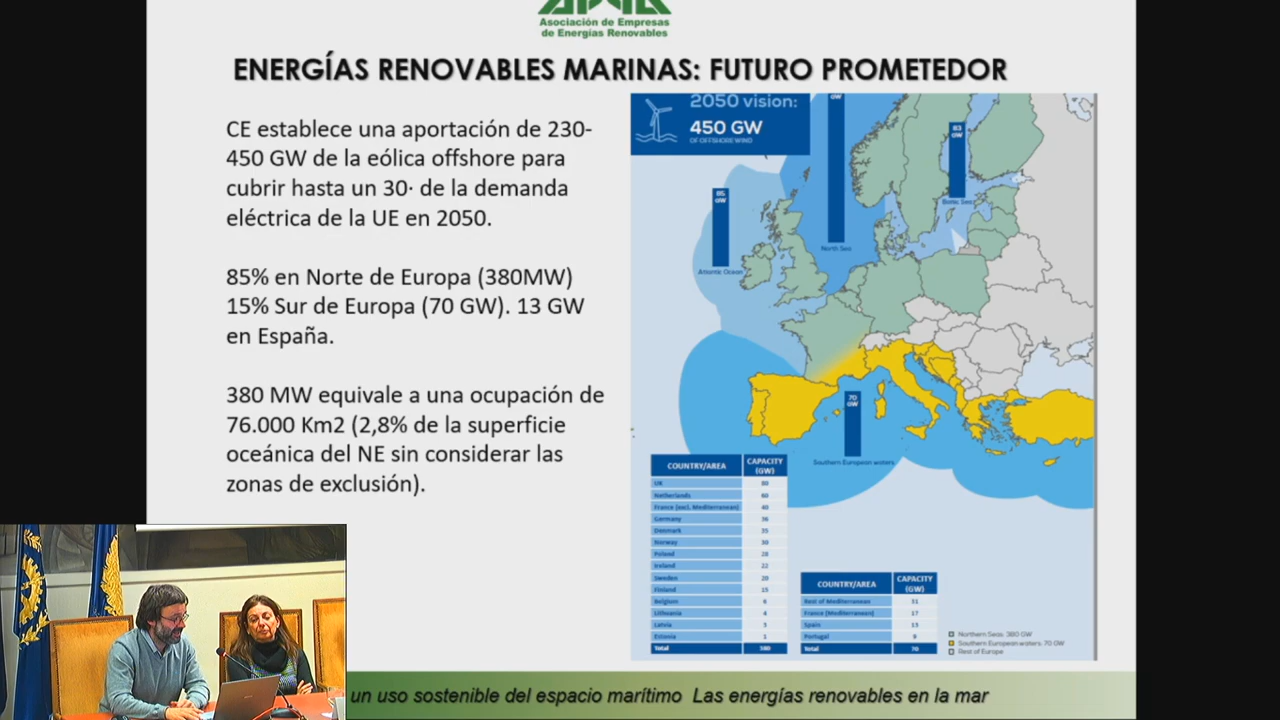 Asociación de Empresas
de Energías Renovables
ENERGÍAS RENOVABLES MARINAS: FUTURO PROMETEDOR
CE establece una aportación de 230-
450 GW de la eólica offshore para
cubrir hasta un 30· de la demanda
eléctrica de la UE en 2050.
85% en Norte de Europa (380MW)
15% Sur de Europa (70 GW). 13 GW
en España.
380 MW equivale a una ocupación de
76.000 Km2 (2,8% de la superficie
oceánica del NE sin considerar las
zonas de exclusión).
2050 vision:
450 GW
OF OFFSHORE WIND
GW
83
GW
85
GW
Baltic Sea
North Sea
Atlantic Ocean
70
GW
Southern European waters
COUNTRY/AREA CAPACITY (GW)
UK 80
Netherlands 60
France (excl. Mediterranean) 40
Germany 36
Denmark 35
Norway 30
Poland 28
Ireland 22
Sweden 20
Finland 15
Belgium 6
Lithuania 4
Latvia 3
Estonia 1
Total 380
COUNTRY/AREA CAPACITY (GW)
Rest of Mediterranean 31
France (Mediterranean) 17
Spain 13
Portugal 9
Total 70
Northern Seas: 380 GW
Southern European waters: 70 GW
Rest of Europe
un uso sostenible del espacio marítimo Las energías renovables en la mar